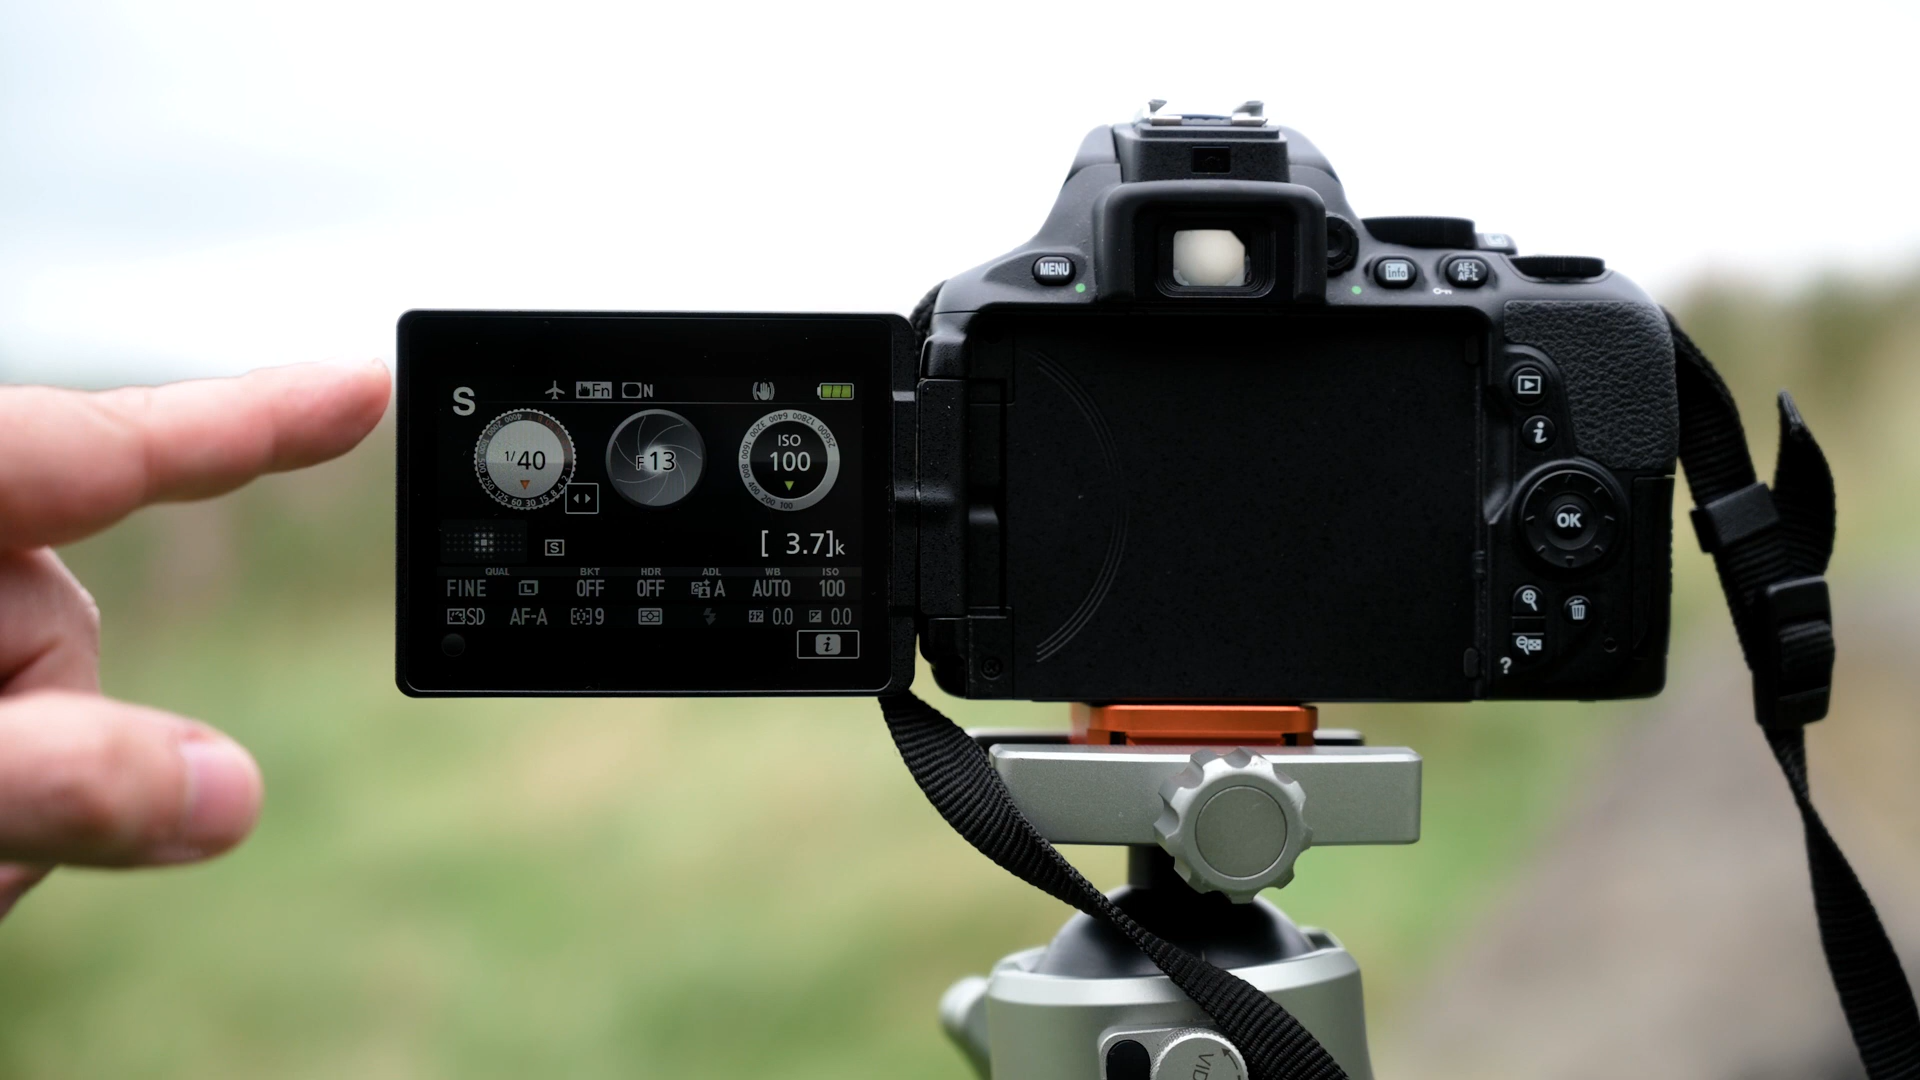 MENU
info
AE-L
AF-L
S
Fn
N
1/40
F13
ISO
100
[ 3.7]k
QUAL BKT HDR ADL WB ISO
FINE L OFF OFF A AUTO 100
SD AF-A 9 0.0 0.0
i
i
OK
?
VID